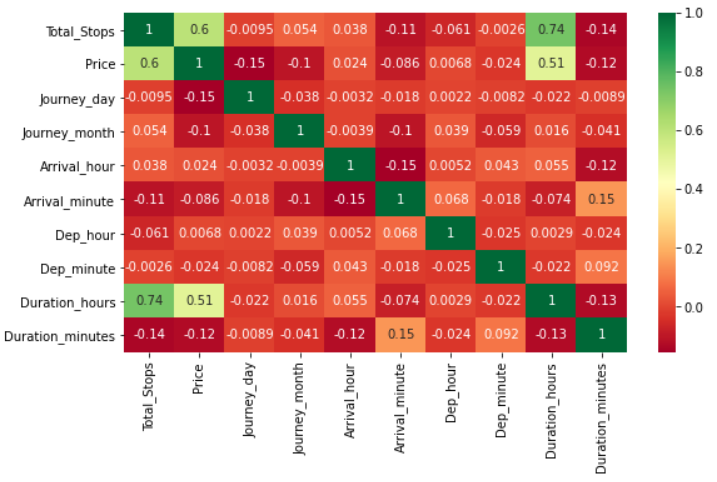 Total_Stops 1 0.6 -0.0095 0.054 0.038 -0.11 -0.061 -0.0026 0.74 -0.14
Price 0.6 1 -0.15 -0.1 0.024 -0.086 0.0068 -0.024 0.51 -0.12
Journey_day -0.0095 -0.15 1 -0.038 -0.0032 -0.018 0.0022 -0.0082 -0.022 -0.0089
Journey_month 0.054 -0.1 -0.038 1 -0.0039 -0.1 0.039 -0.059 0.016 -0.041
Arrival_hour 0.038 0.024 -0.0032 -0.0039 1 -0.15 0.0052 0.043 0.055 -0.12
Arrival_minute -0.11 -0.086 -0.018 -0.1 -0.15 1 0.068 -0.018 -0.074 0.15
Dep_hour -0.061 0.0068 0.0022 0.039 0.0052 0.068 1 -0.025 0.0029 -0.024
Dep_minute -0.0026 -0.024 -0.0082 -0.059 0.043 -0.018 -0.025 1 -0.022 0.092
Duration_hours 0.74 0.51 -0.022 0.016 0.055 -0.074 0.0029 -0.022 1 -0.13
Duration_minutes -0.14 -0.12 -0.0089 -0.041 -0.12 0.15 -0.024 0.092 -0.13 1
Total_Stops
Price
Journey_day
Journey_month
Arrival_hour
Arrival_minute
Dep_hour
Dep_minute
Duration_hours
Duration_minutes
1.0
0.8
0.6
0.4
0.2
0.0